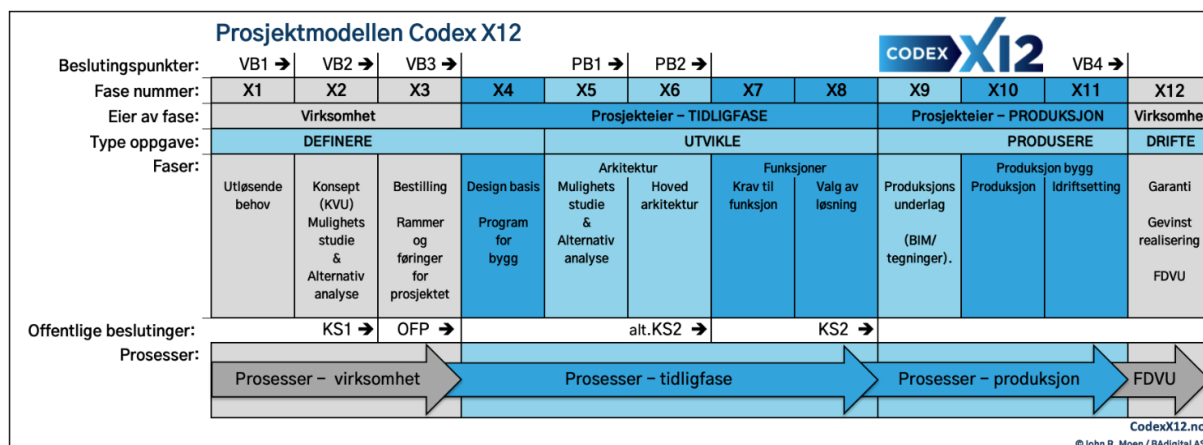 Prosjektmodellen Codex X12
CODEX X12
Beslutingspunkter: VB1 → VB2 → VB3 → PB1 → PB2 → VB4 →
Fase nummer: X1 X2 X3 X4 X5 X6 X7 X8 X9 X10 X11 X12
Eier av fase: Virksomhet Prosjekteier – TIDLIGFASE Prosjekteier – PRODUKSJON Virksomhe
Type oppgave: DEFINERE UTVIKLE PRODUSERE DRIFTE
Faser:
Utløsende
behov
Konsept
(KVU)
Mulighets
studie
&
Alternativ
analyse
Bestilling
Rammer
og
føringer
for
prosjektet
Design basis
Program
for
bygg
Arkitektur
Mulighets
studie
&
Alternativ
analyse
Hoved
arkitektur
Funksjoner
Krav til
funksjon
Valg av
løsning
Produksjons
underlag
(BIM/
tegninger).
Produksjon bygg
Produksjon
Idriftsetting
Garanti
Gevinst
realisering
FDVU
Offentlige beslutinger: KS1 → OFP → alt.KS2 → KS2 →
Prosesser:
Prosesser – virksomhet Prosesser – tidligfase Prosesser – produksjon FDVU
CodexX12.no
© John R. Moen / BAdigital A